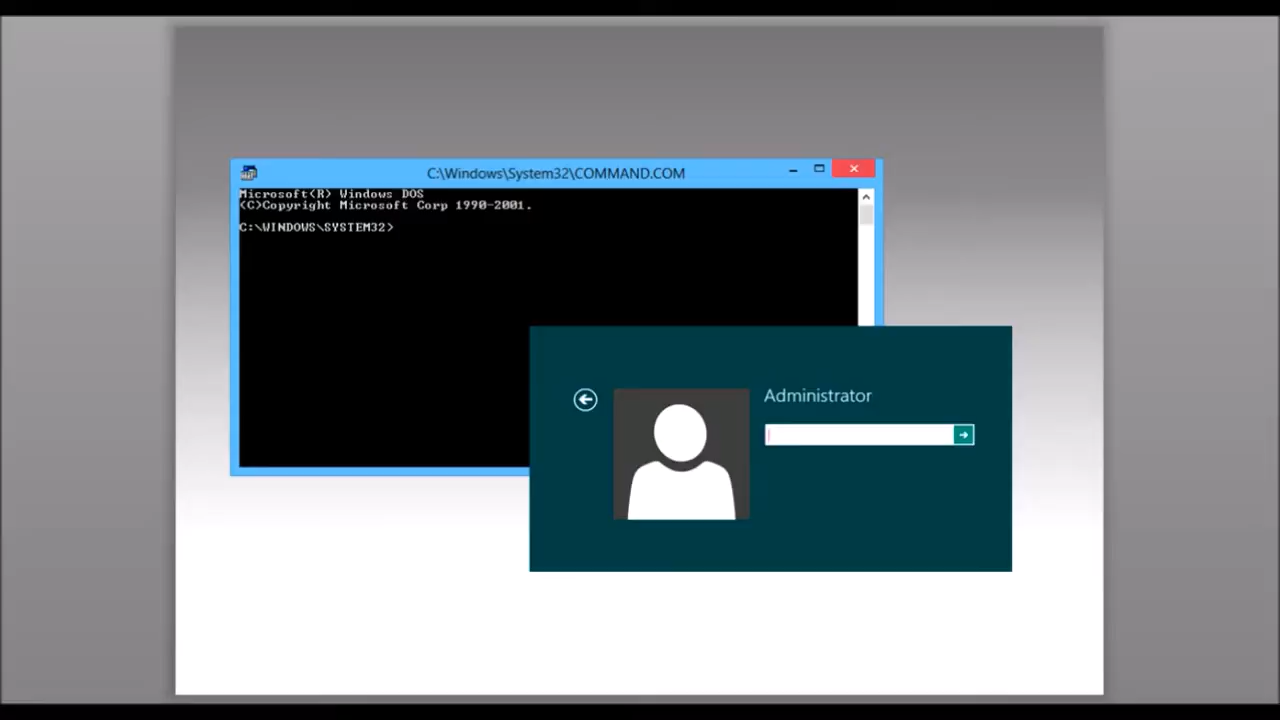 C:\Windows\System32\COMMAND.COM
Microsoft(R) Windows DOS
(C)Copyright Microsoft Corp 1990-2001.
C:\WINDOWS\SYSTEM32>
Administrator